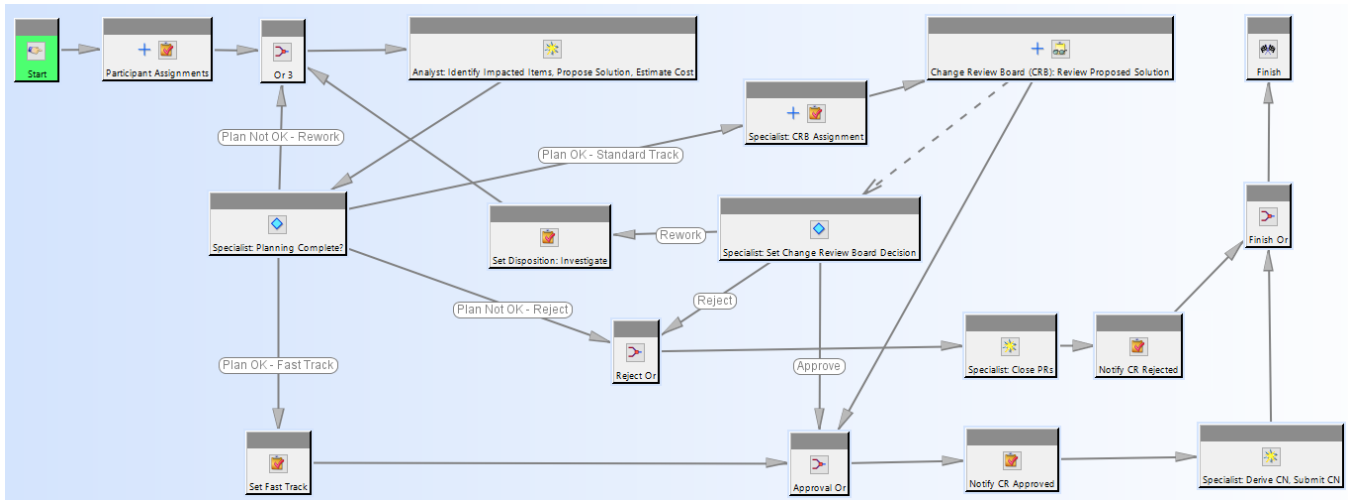 Start
Participant Assignments
Or 3
Analyst: Identify Impacted Items, Propose Solution, Estimate Cost
Change Review Board (CRB): Review Proposed Solution
Finish
Plan Not OK - Rework
Specialist: CRB Assignment
Plan OK - Standard Track
Specialist: Planning Complete?
Set Disposition: Investigate
Rework
Specialist: Set Change Review Board Decision
Finish Or
Plan Not OK - Reject
Reject
Plan OK - Fast Track
Reject Or
Approve
Specialist: Close PRs
Notify CR Rejected
Set Fast Track
Approval Or
Notify CR Approved
Specialist: Derive CN, Submit CN